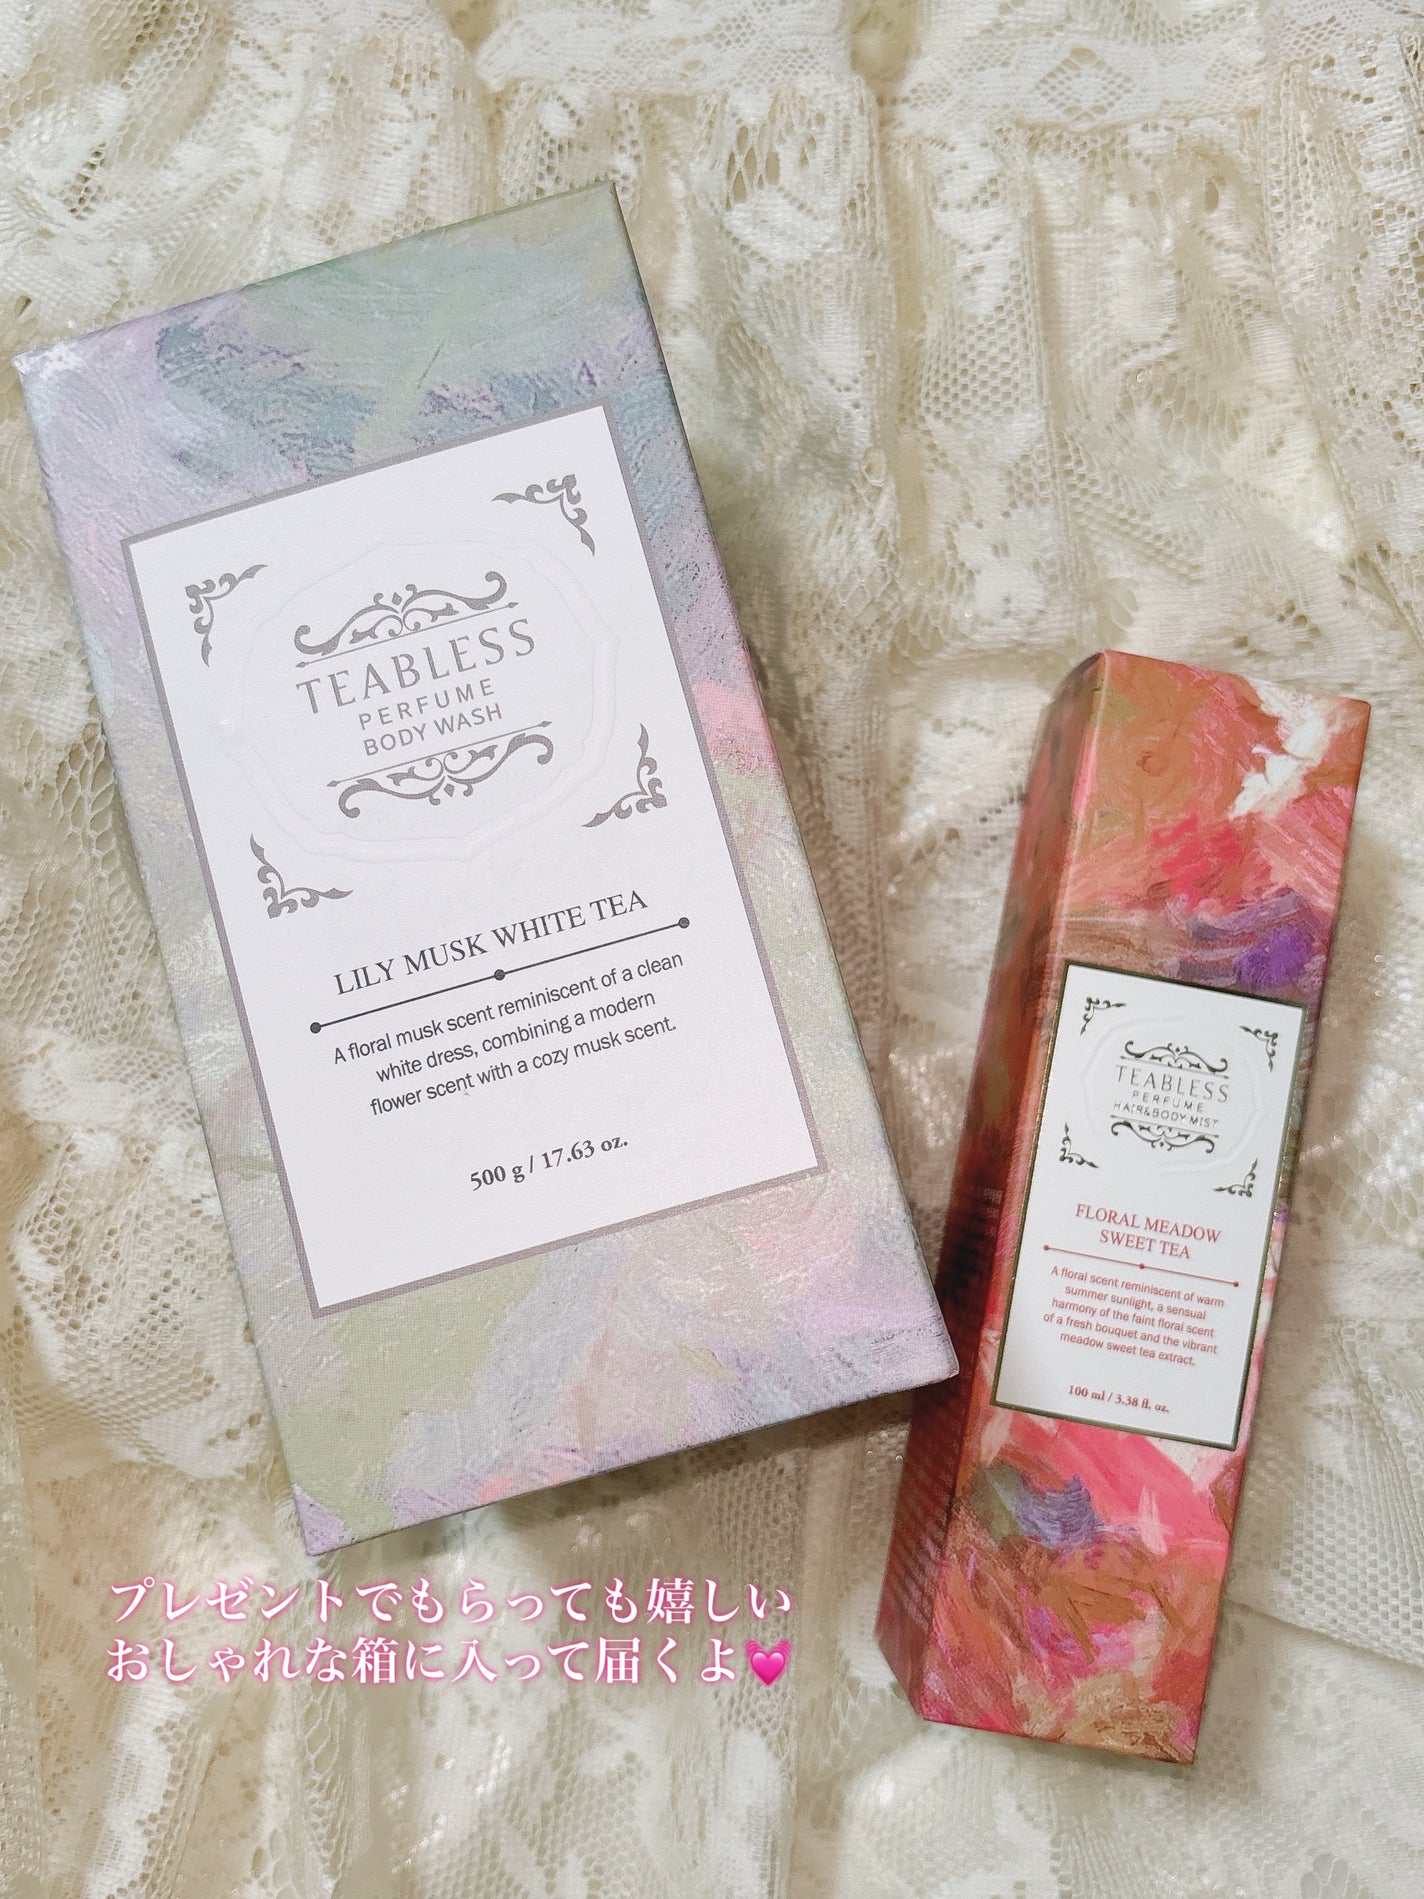 TEABLESS
PERFUME
BODY WASH
LILY MUSK WHITE TEA
A floral musk scent reminiscent of a clean
white dress, combining a modern
flower scent with a cozy musk scent.
500 g / 17.63 oz.
TEABLESS
PERFUME
HAIR&BODY MIST
FLORAL MEADOW
SWEET TEA
A floral scent reminiscent of warm
summer sunlight, a sensual
harmony of the faint floral scent
of a fresh bouquet and the vibrant
meadow sweet tea extract.
100 ml / 3.38 fl. oz.
プレゼントでもらっても嬉しい
おしゃれな箱に入って届くよ💓